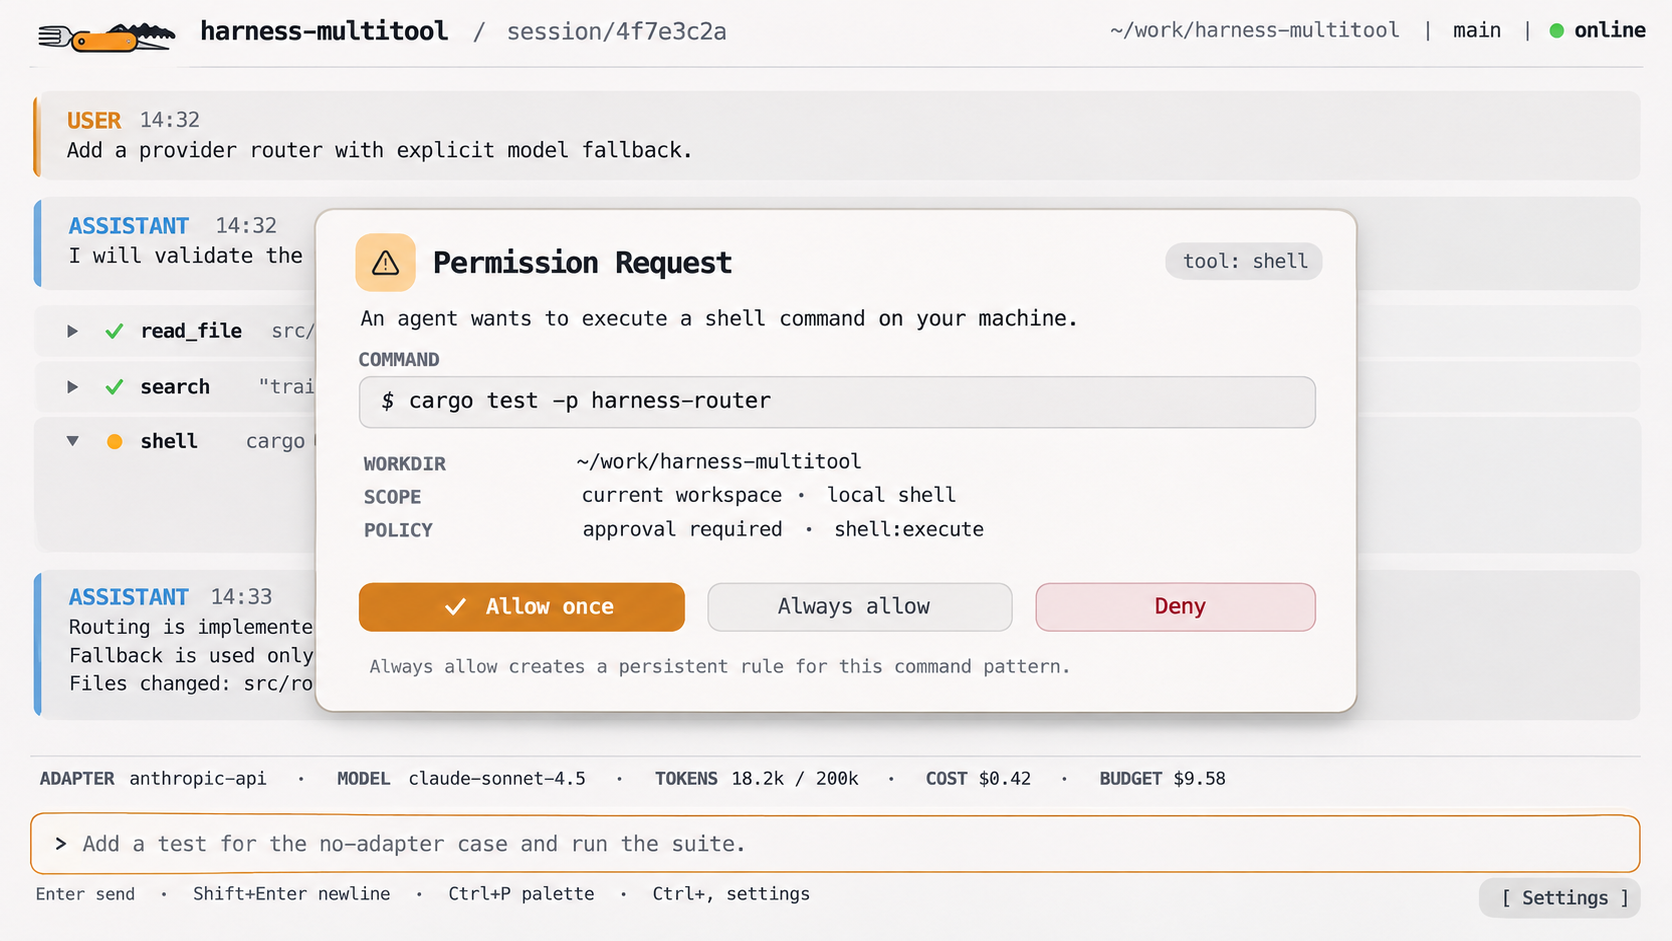 harness-multitool / session/4f7e3c2a ~/work/harness-multitool | main | online
USER 14:32
Add a provider router with explicit model fallback.
ASSISTANT 14:32
I will validate the
read_file src/
search "trai
shell cargo
Permission Request tool: shell
An agent wants to execute a shell command on your machine.
COMMAND
$ cargo test -p harness-router
WORKDIR ~/work/harness-multitool
SCOPE current workspace · local shell
POLICY approval required · shell:execute
✓ Allow once Always allow Deny
Always allow creates a persistent rule for this command pattern.
ASSISTANT 14:33
Routing is implemente
Fallback is used only
Files changed: src/ro
ADAPTER anthropic-api · MODEL claude-sonnet-4.5 · TOKENS 18.2k / 200k · COST $0.42 · BUDGET $9.58
> Add a test for the no-adapter case and run the suite.
Enter send · Shift+Enter newline · Ctrl+P palette · Ctrl+, settings [ Settings ]